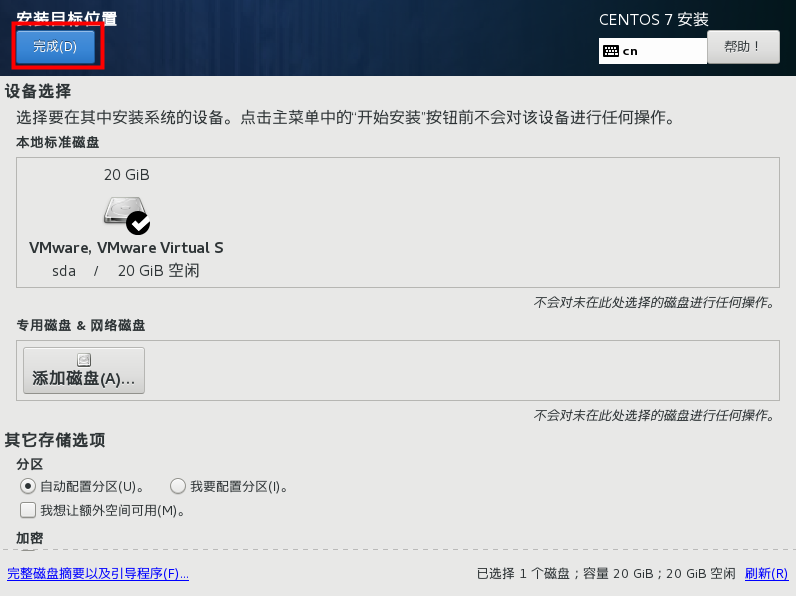 安装目标位置
CENTOS 7 安装
完成(D)
cn
帮助！
设备选择
选择要在其中安装系统的设备。点击主菜单中的“开始安装”按钮前不会对该设备进行任何操作。
本地标准磁盘
20 GiB
VMware, VMware Virtual S
sda / 20 GiB 空闲
不会对未在此处选择的磁盘进行任何操作。
专用磁盘 & 网络磁盘
添加磁盘(A)...
不会对未在此处选择的磁盘进行任何操作。
其它存储选项
分区
自动配置分区(U)。 我要配置分区(I)。
我想让额外空间可用(M)。
加密
完整磁盘摘要以及引导程序(F)... 已选择 1 个磁盘；容量 20 GiB；20 GiB 空闲 刷新(R)